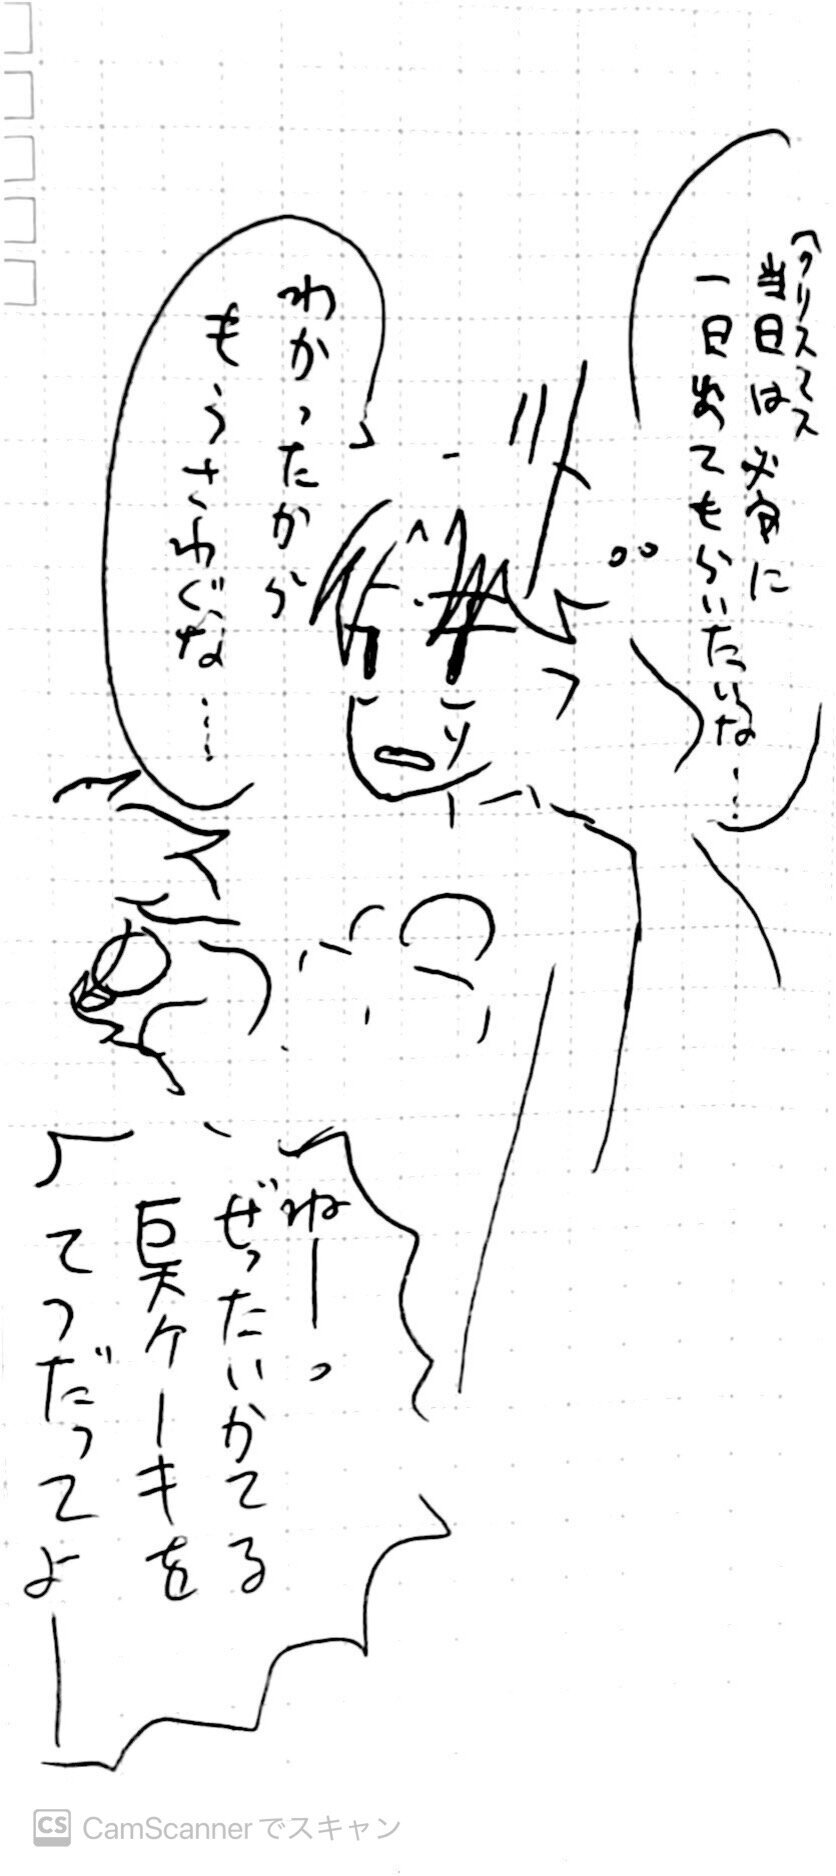 (クリスマス
当日は必ず
一日あけてもらいたいな…
わかったから
もうさわぐな……
ねーっ
ぜったいかてる
巨大ケーキを
てつだってよー
CS CamScannerでスキャン